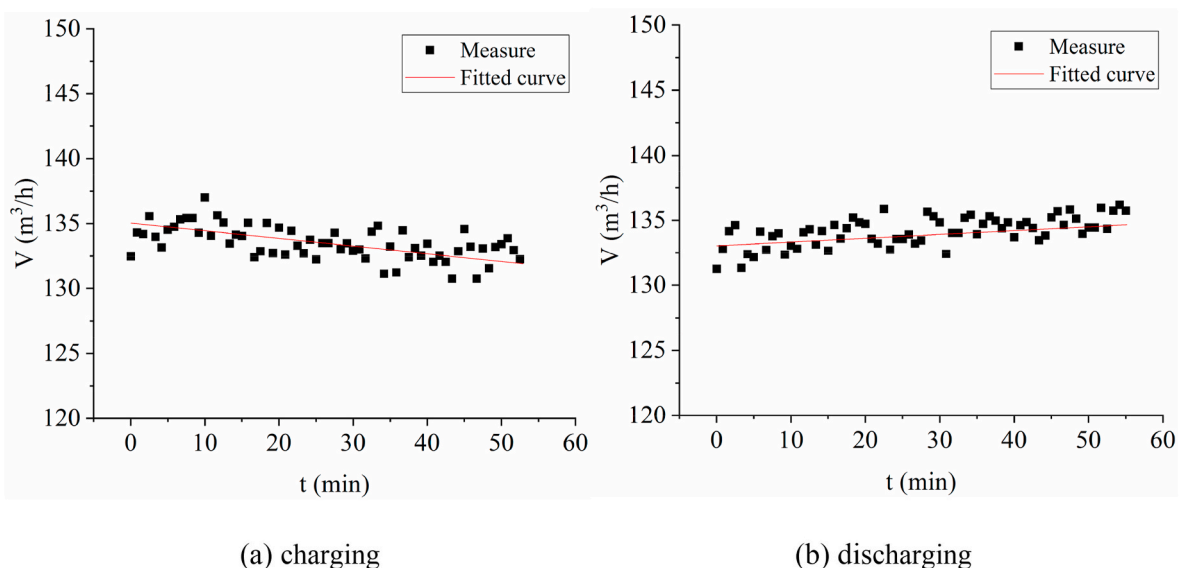 150
145
140
135
130
125
120
V (m³/h)
Measure
Fitted curve
0 10 20 30 40 50 60
t (min)
(a) charging
150
145
140
135
130
125
120
V (m³/h)
Measure
Fitted curve
0 10 20 30 40 50 60
t (min)
(b) discharging